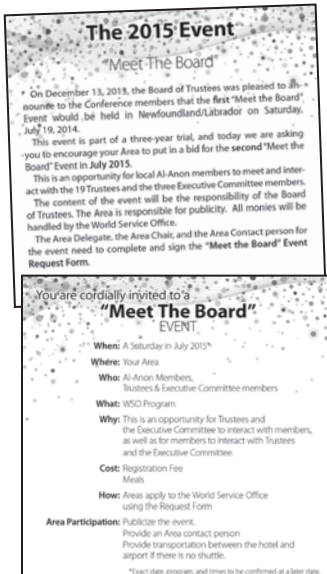 The 2015 Event
"Meet The Board"
* On December 13, 2013, the Board of Trustees was pleased to an-
nounce to the Conference members that the first "Meet the Board"
Event would be held in Newfoundland/Labrador on Saturday,
July 19, 2014.
This event is part of a three-year trial, and today we are asking
you to encourage your Area to put in a bid for the second "Meet the
Board" Event in July 2015.
This is an opportunity for local Al-Anon members to meet and inter-
act with the 19 Trustees and the three Executive Committee members.
The content of the event will be the responsibility of the Board
of Trustees. The Area is responsible for publicity. All monies will be
handled by the World Service Office.
The Area Delegate, the Area Chair, and the Area Contact person for
the event need to complete and sign the "Meet the Board" Event
Request Form.
You are cordially invited to a
"Meet The Board"
EVENT
When: A Saturday in July 2015*
Where: Your Area
Who: Al-Anon Members,
Trustees & Executive Committee members
What: WSO Program
Why: This is an opportunity for Trustees and
the Executive Committee to interact with members,
as well as for members to interact with Trustees
and the Executive Committee.
Cost: Registration Fee
Meals
How: Areas apply to the World Service Office
using the Request Form
Area Participation: Publicize the event.
Provide an Area contact person
Provide transportation between the hotel and
airport if there is no shuttle.
*Exact date, program, and times to be confirmed at a later date.